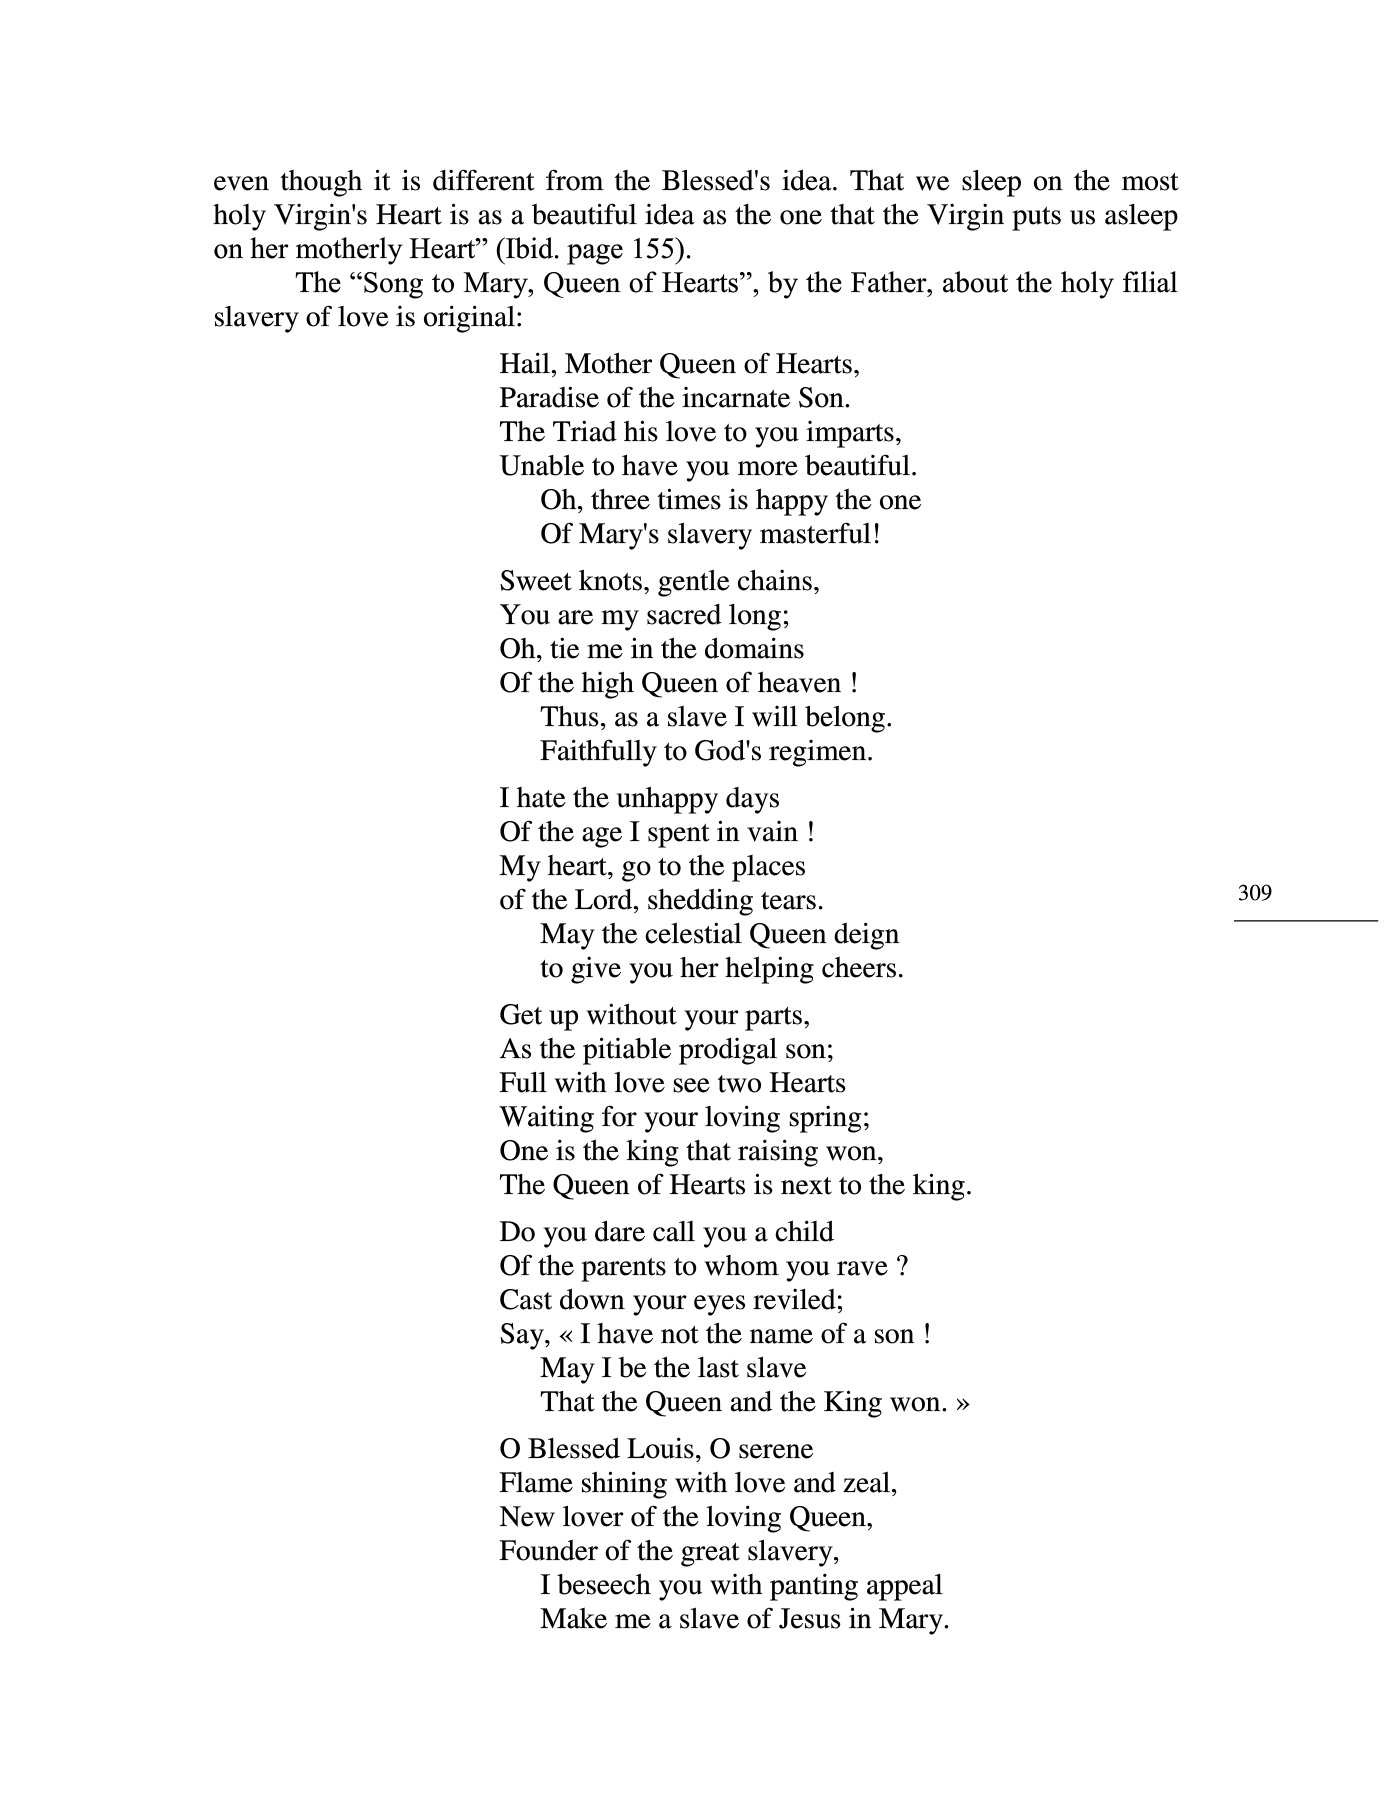 even though it is different from the Blessed's idea. That we sleep on the most
holy Virgin's Heart is as a beautiful idea as the one that the Virgin puts us asleep
on her motherly Heart” (Ibid. page 155).
The “Song to Mary, Queen of Hearts”, by the Father, about the holy filial
slavery of love is original:
Hail, Mother Queen of Hearts,
Paradise of the incarnate Son.
The Triad his love to you imparts,
Unable to have you more beautiful.
Oh, three times is happy the one
Of Mary's slavery masterful!
Sweet knots, gentle chains,
You are my sacred long;
Oh, tie me in the domains
Of the high Queen of heaven !
Thus, as a slave I will belong.
Faithfully to God's regimen.
I hate the unhappy days
Of the age I spent in vain !
My heart, go to the places
of the Lord, shedding tears.
May the celestial Queen deign
to give you her helping cheers.
Get up without your parts,
As the pitiable prodigal son;
Full with love see two Hearts
Waiting for your loving spring;
One is the king that raising won,
The Queen of Hearts is next to the king.
Do you dare call you a child
Of the parents to whom you rave ?
Cast down your eyes reviled;
Say, « I have not the name of a son !
May I be the last slave
That the Queen and the King won. »
O Blessed Louis, O serene
Flame shining with love and zeal,
New lover of the loving Queen,
Founder of the great slavery,
I beseech you with panting appeal
Make me a slave of Jesus in Mary.
309